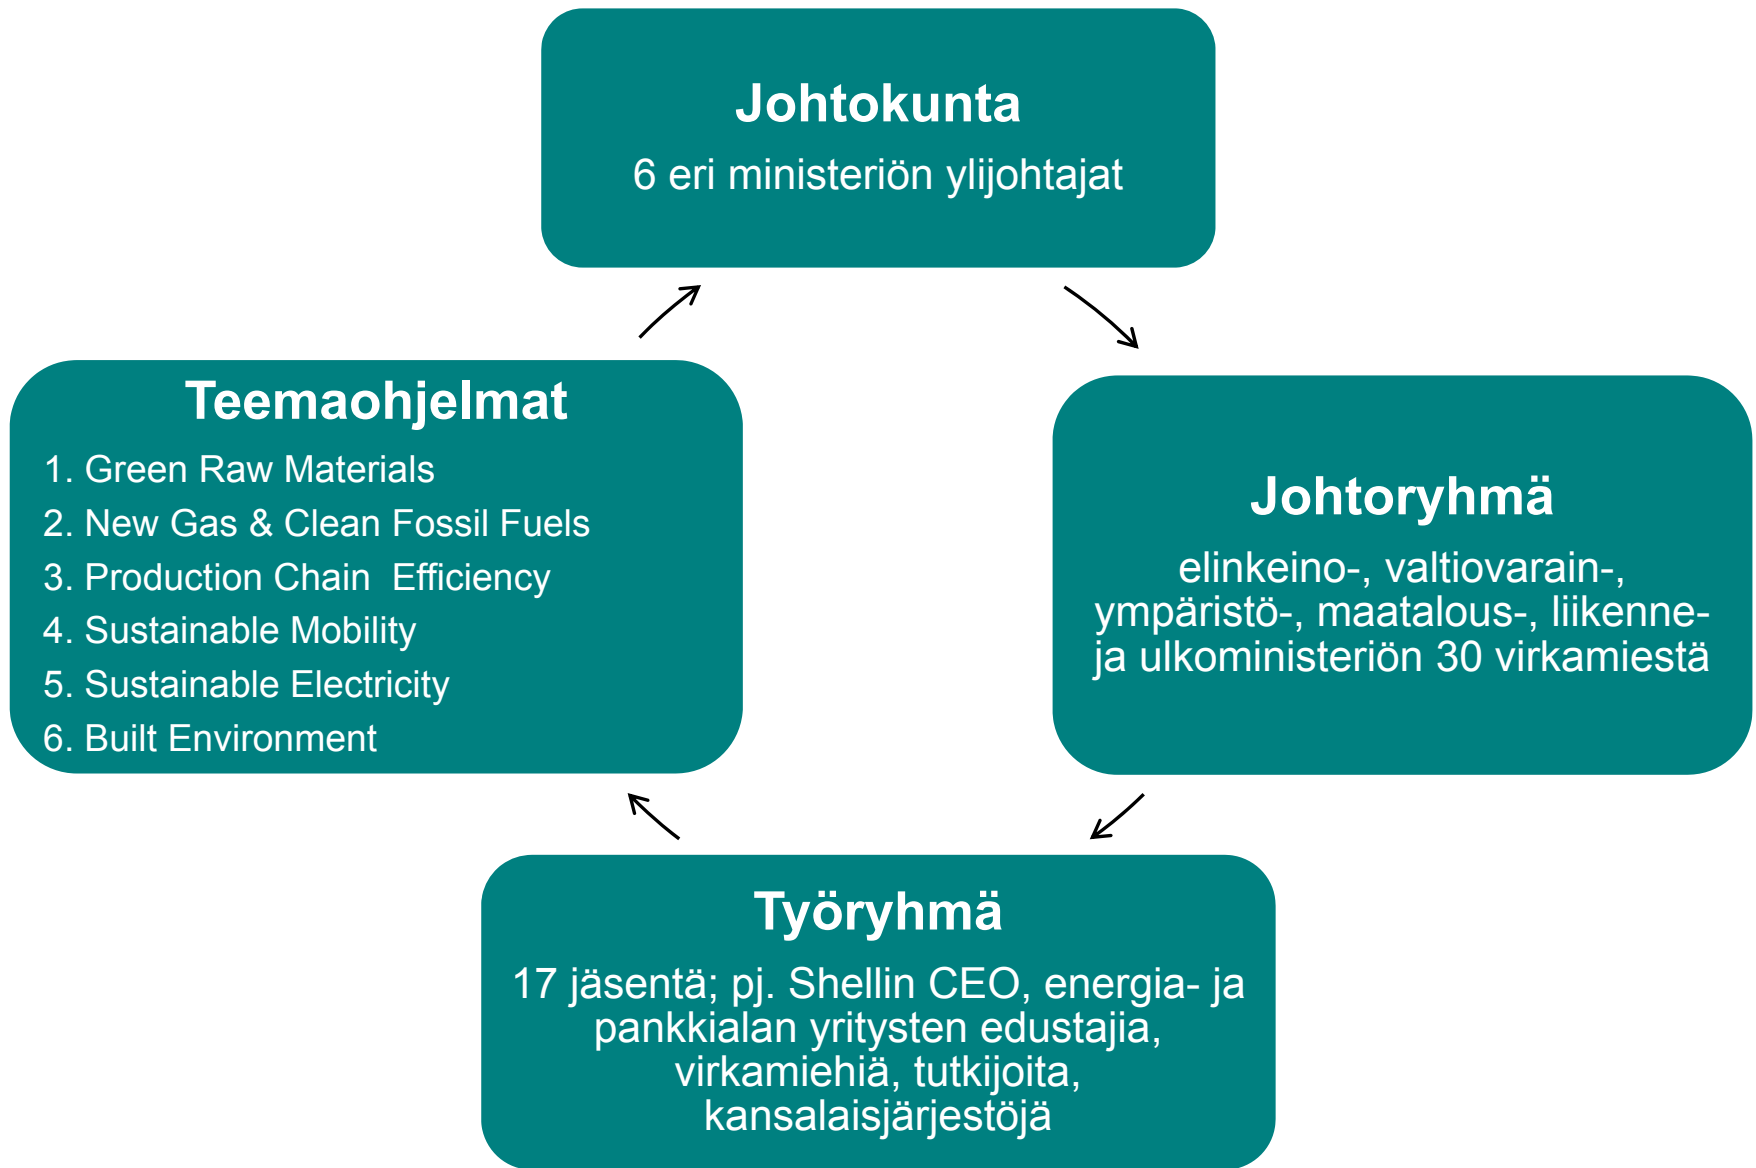 Johtokunta
6 eri ministeriön ylijohtajat
Teemaohjelmat
1. Green Raw Materials
2. New Gas & Clean Fossil Fuels
3. Production Chain  Efficiency
4. Sustainable Mobility
5. Sustainable Electricity
6. Built Environment
Johtoryhmä
elinkeino-, valtiovarain-,
ympäristö-, maatalous-, liikenne-
ja ulkoministeriön 30 virkamiestä
Työryhmä
17 jäsentä; pj. Shellin CEO, energia- ja
pankkialan yritysten edustajia,
virkamiehiä, tutkijoita,
kansalaisjärjestöjä